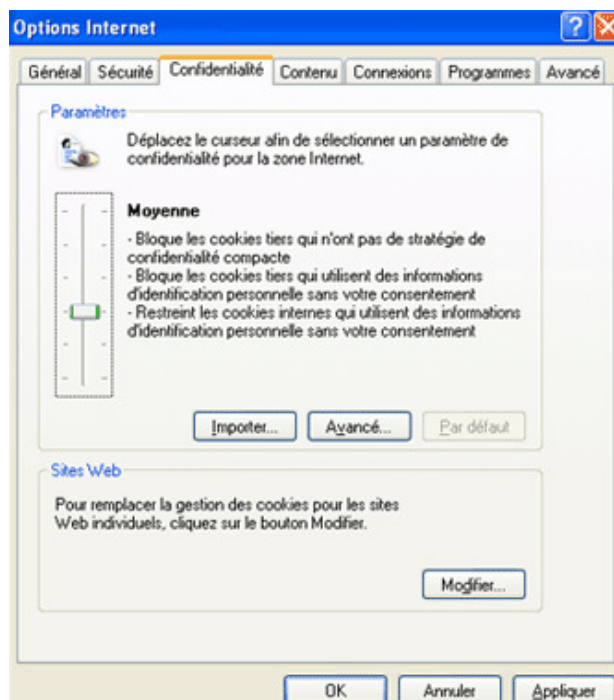 Options Internet
Général Sécurité Confidentialité Contenu Connexions Programmes Avancé
Paramètres
Déplacez le curseur afin de sélectionner un paramètre de
confidentialité pour la zone Internet.
Moyenne
- Bloque les cookies tiers qui n'ont pas de stratégie de
confidentialité compacte
- Bloque les cookies tiers qui utilisent des informations
d'identification personnelle sans votre consentement
- Restreint les cookies internes qui utilisent des informations
d'identification personnelle sans votre consentement
Importer... Avancé... Par défaut
Sites Web
Pour remplacer la gestion des cookies pour les sites
Web individuels, cliquez sur le bouton Modifier.
Modifier...
OK Annuler Appliquer